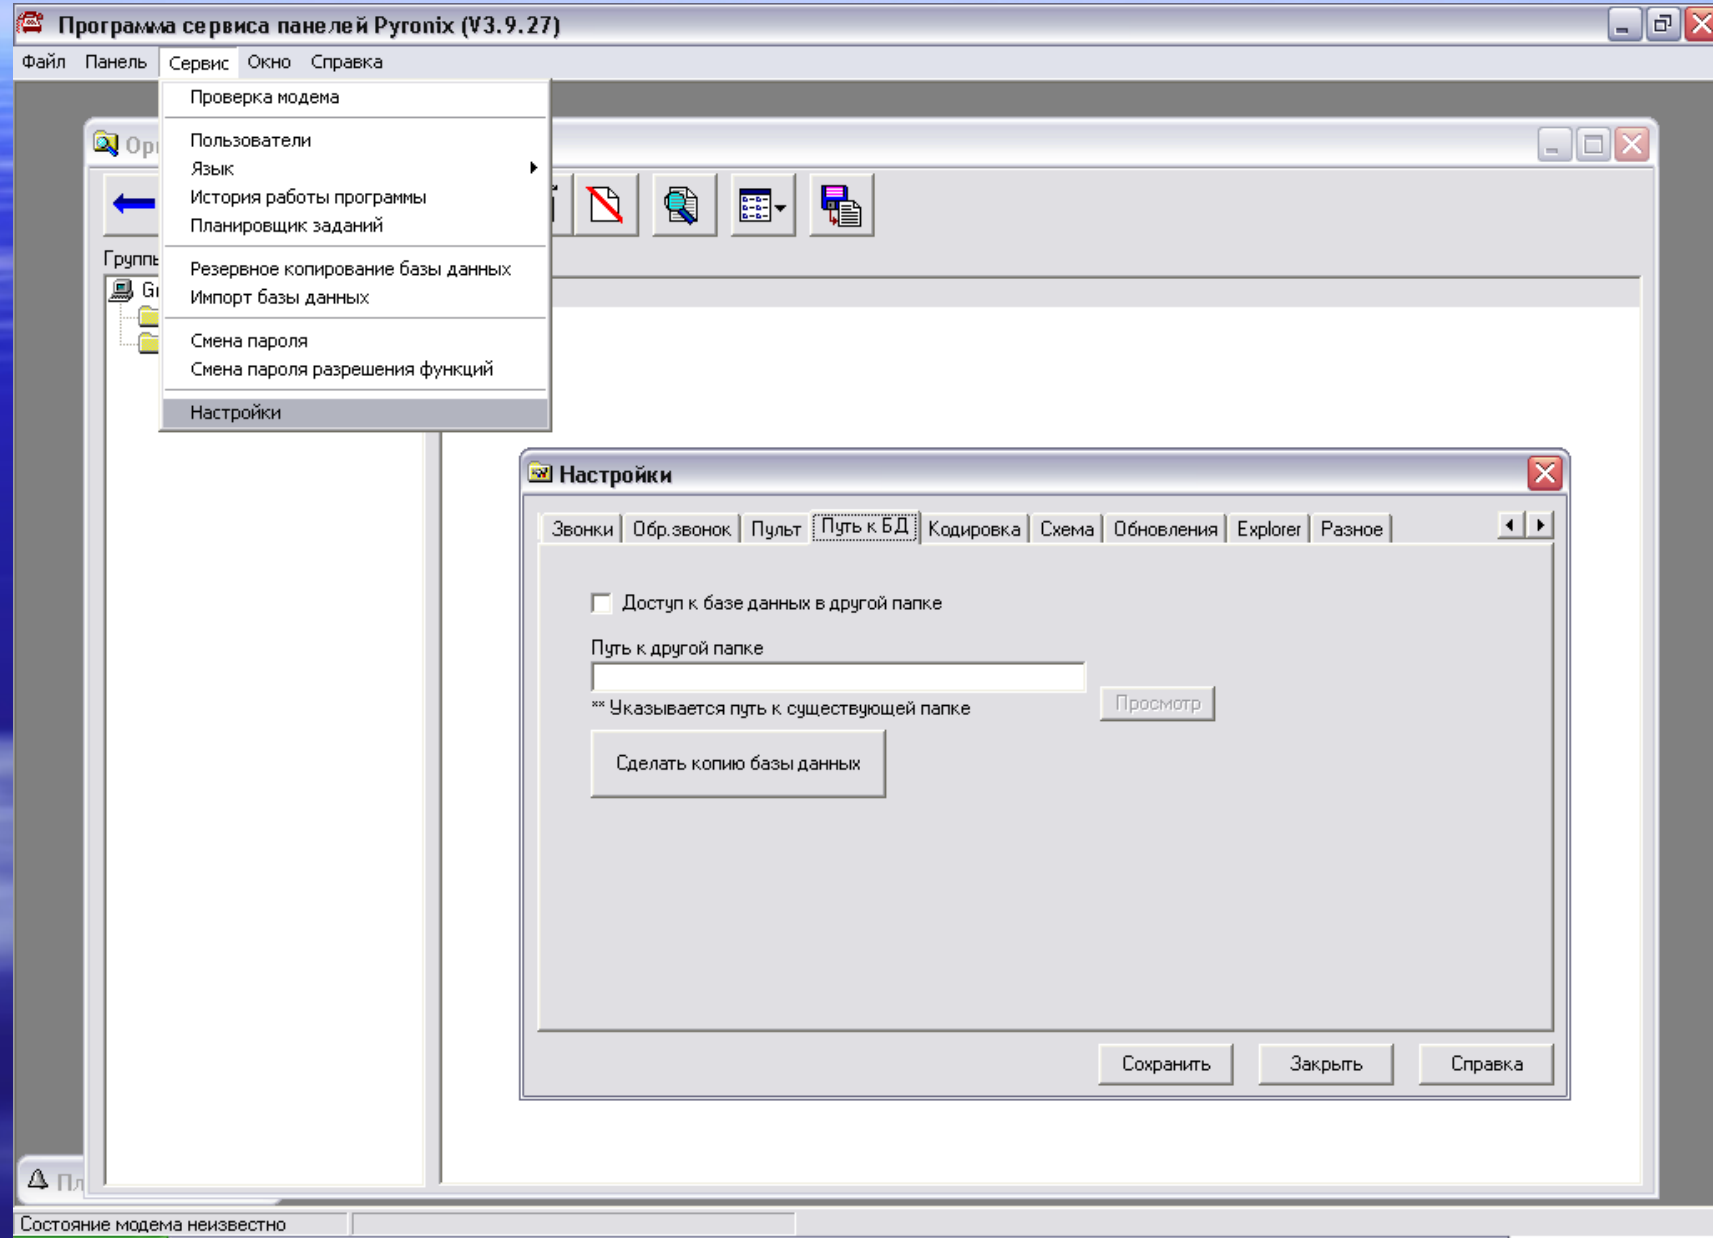 Программа сервиса панелей Pyronix (V3.9.27)
Файл Панель Сервис Окно Справка
Проверка модема
Пользователи
Язык
История работы программы
Планировщик заданий
Резервное копирование базы данных
Импорт базы данных
Смена пароля
Смена пароля разрешения функций
Настройки
Настройки
Звонки Обр.звонок Пульт Путь к БД Кодировка Схема Обновления Explorer Разное
Доступ к базе данных в другой папке
Путь к другой папке
** Указывается путь к существующей папке
Просмотр
Сделать копию базы данных
Сохранить Закрыть Справка
Состояние модема неизвестно